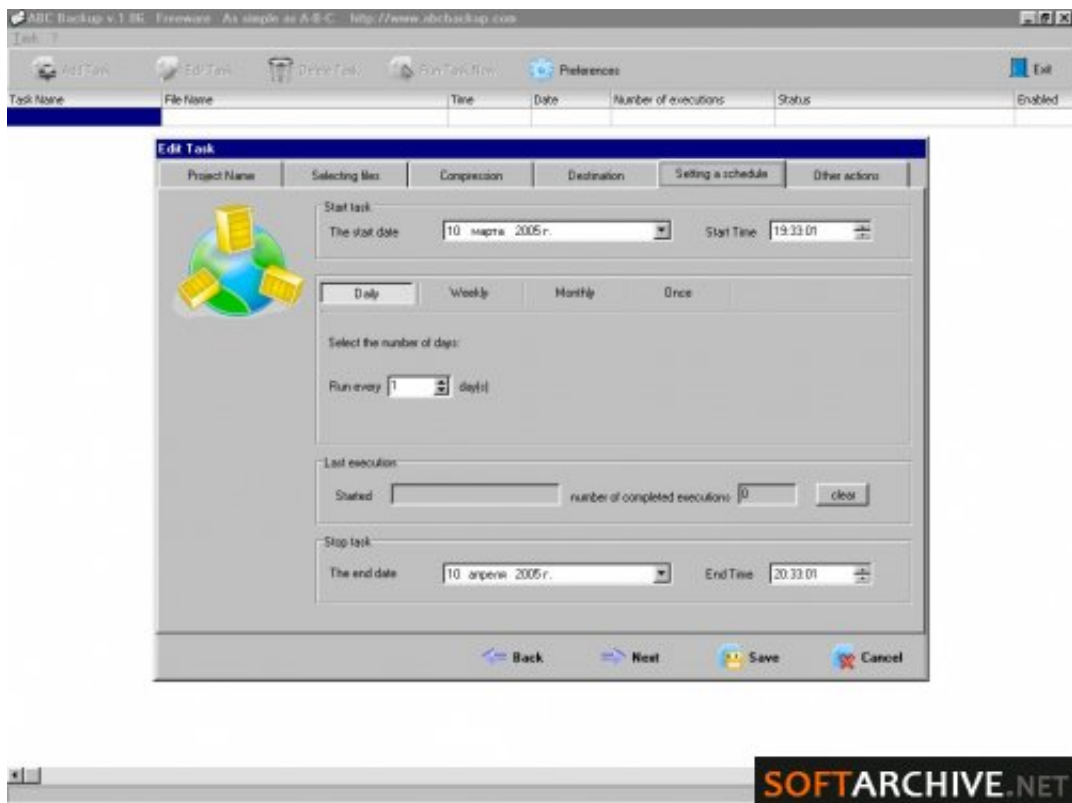 ABC Backup v.1.06 Freeware As simple as A-B-C http://www.abcbackup.com
Task ?
Add Task Edit Task Delete Task Run Task Now Preferences Exit
Task Name File Name Time Date Number of executions Status Enabled
Edit Task
Project Name Selecting files Compression Destination Setting a schedule Other actions
Start task
The start date 10 марта 2005 г. Start Time 19:33:01
Daily Weekly Monthly Once
Select the number of days:
Run every 1 day(s)
Last execution
Started number of completed executions 0 clear
Stop task
The end date 10 апреля 2005 г. End Time 20:33:01
Back Next Save Cancel
SOFTARCHIVE.NET